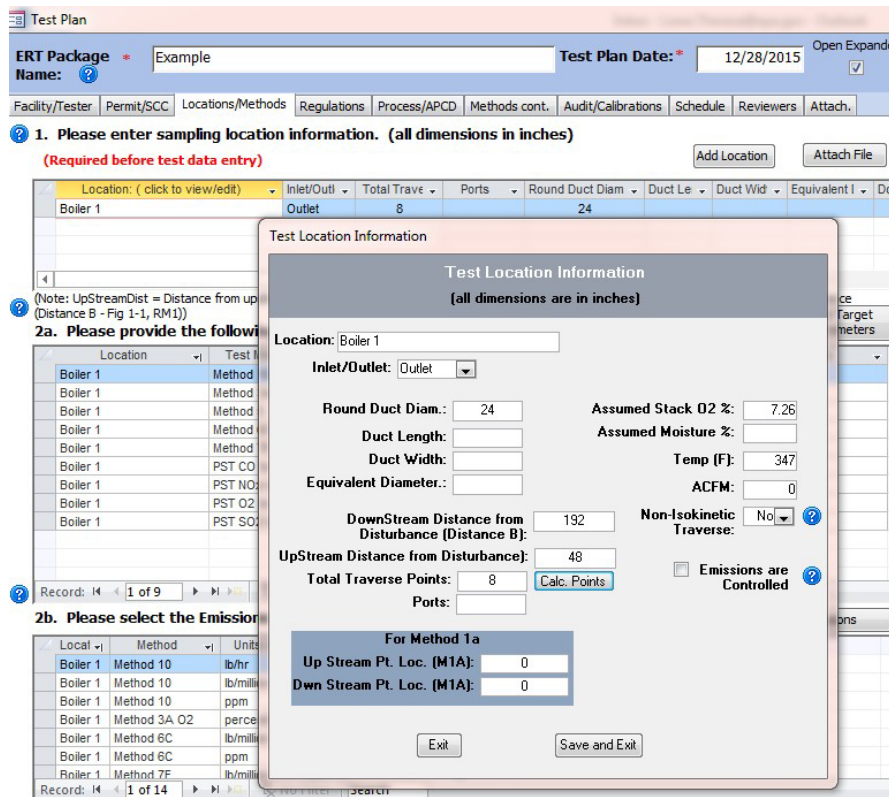 Test Plan
ERT Package Name: * Example Test Plan Date:* 12/28/2015 Open Expand
Facility/Tester Permit/SCC Locations/Methods Regulations Process/APCD Methods cont. Audit/Calibrations Schedule Reviewers Attach.
1. Please enter sampling location information. (all dimensions in inches)
(Required before test data entry) Add Location Attach File
Location: ( click to view/edit) Inlet/Outl Total Trave Ports Round Duct Diam Duct Le Duct Wid Equivalent I Do
Boiler 1 Outlet 8 24
(Note: UpStreamDist = Distance from up
(Distance B - Fig 1-1, RM1))
ce
Target
meters
2a. Please provide the followi
Location Test M
Boiler 1 Method
Boiler 1 Method
Boiler 1 Method
Boiler 1 Method
Boiler 1 Method
Boiler 1 PST CO
Boiler 1 PST NO
Boiler 1 PST O2
Boiler 1 PST SO
Record: 1 of 9
2b. Please select the Emission
ons
Local Method Units
Boiler 1 Method 10 lb/hr
Boiler 1 Method 10 lb/milli
Boiler 1 Method 10 ppm
Boiler 1 Method 3A O2 perce
Boiler 1 Method 6C lb/milli
Boiler 1 Method 6C ppm
Boiler 1 Method 7E lb/milli
Record: 1 of 14 No Filter Search
Test Location Information
Test Location Information
(all dimensions are in inches)
Location: Boiler 1
Inlet/Outlet: Outlet
Round Duct Diam.: 24
Duct Length:
Duct Width:
Equivalent Diameter.:
DownStream Distance from Disturbance (Distance B): 192
UpStream Distance from Disturbance): 48
Total Traverse Points: 8 Calc. Points
Ports:
Assumed Stack O2 %: 7.26
Assumed Moisture %:
Temp (F): 347
ACFM: 0
Non-Isokinetic Traverse: No
Emissions are Controlled
For Method 1a
Up Stream Pt. Loc. (M1A): 0
Dwn Stream Pt. Loc. (M1A): 0
Exit Save and Exit